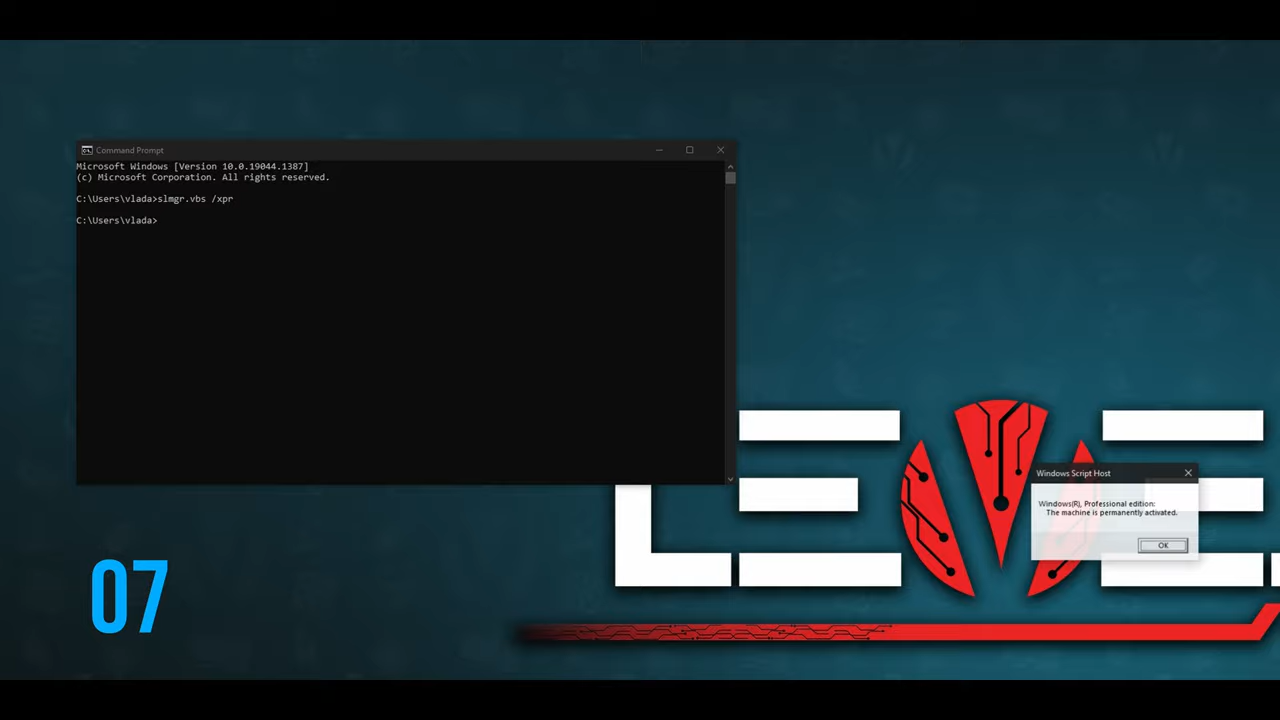 Command Prompt
Microsoft Windows [Version 10.0.19044.1387]
(c) Microsoft Corporation. All rights reserved.
C:\Users\vlada>slmgr.vbs /xpr
C:\Users\vlada>
Windows Script Host
Windows(R), Professional edition:
The machine is permanently activated.
OK
07